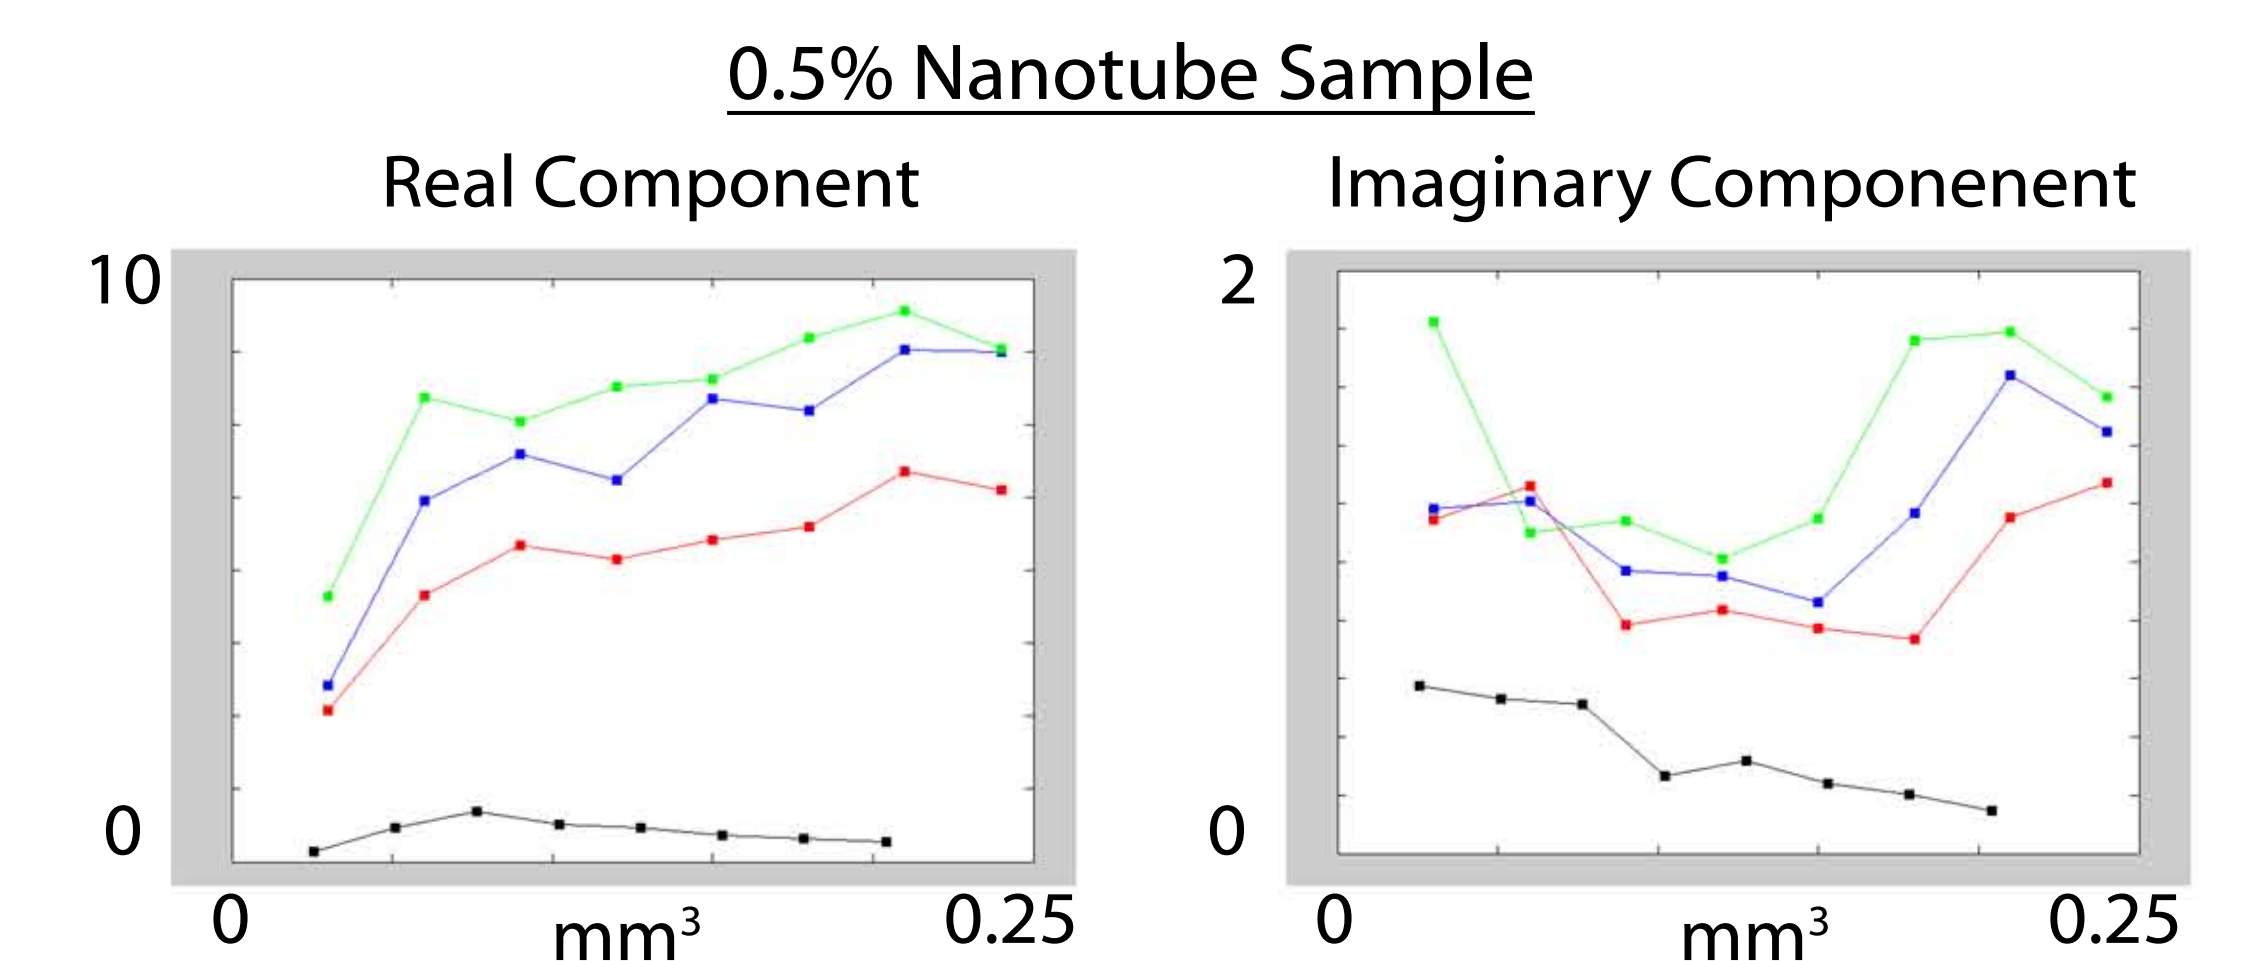 0.5% Nanotube Sample
Real Component
Imaginary Componenent
10
0
0
mm³
0.25
2
0
0
mm³
0.25